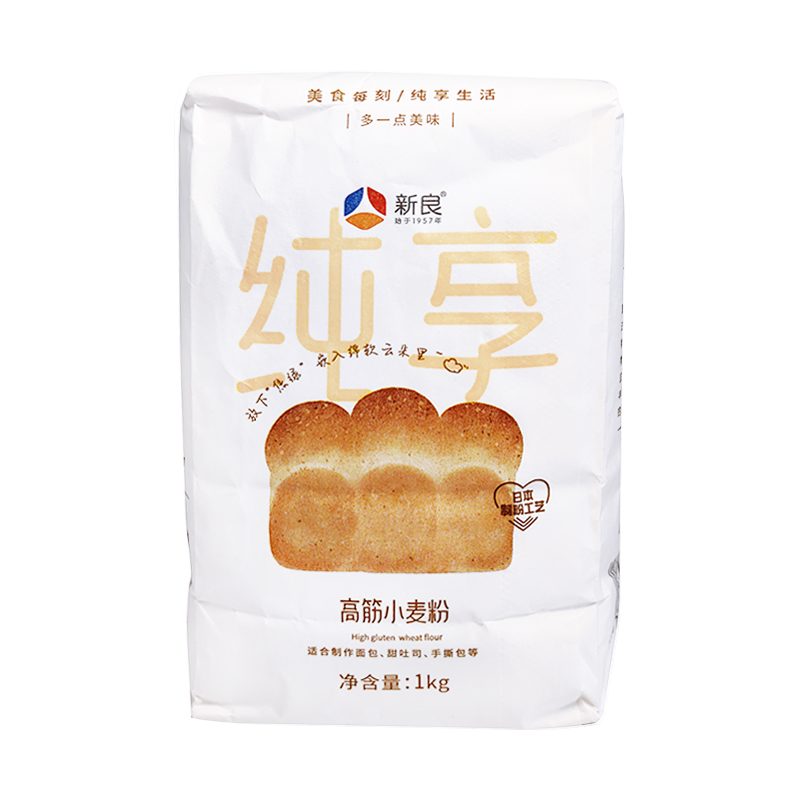 美食每刻/纯享生活
|多一点美味|
新良®
始于1957年
纯享
放下"焦绿" 嵌入绵软云朵里~
日本
制粉工艺
高筋小麦粉
High gluten wheat flour
适合制作面包、甜吐司、手撕包等
净含量:1kg